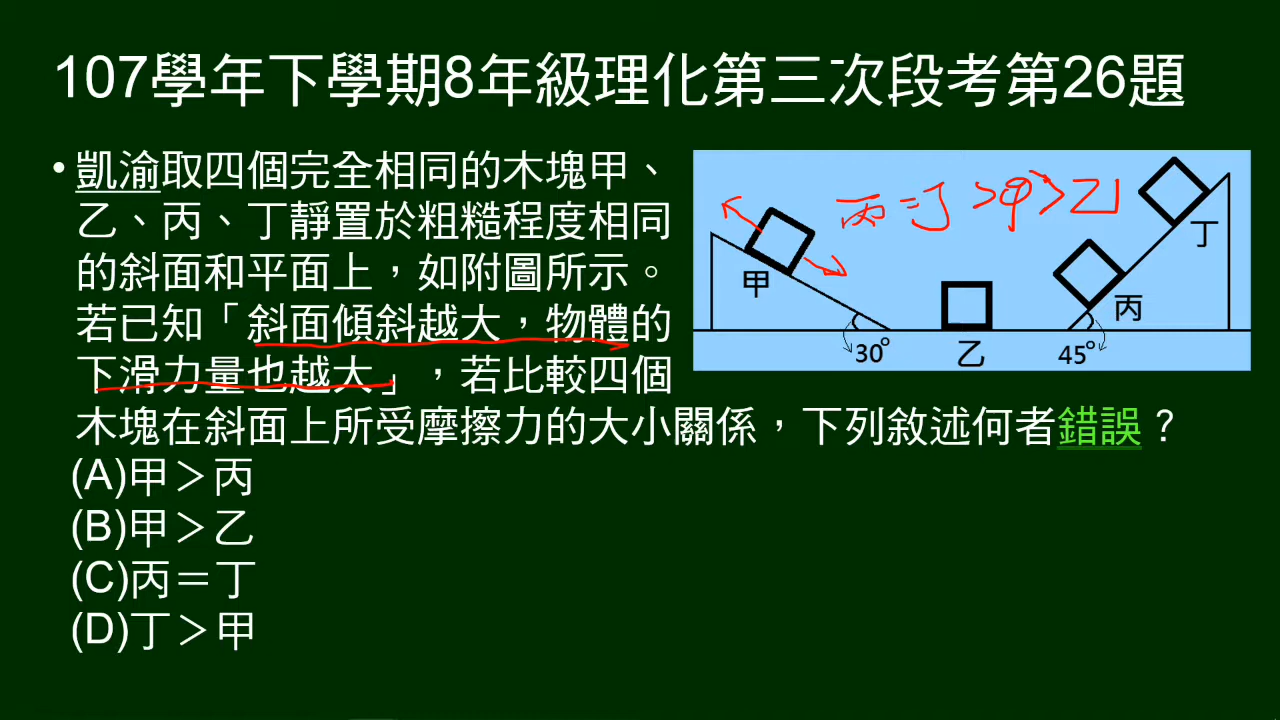 107學年下學期8年級理化第三次段考第26題
• 凱渝取四個完全相同的木塊甲、
乙、丙、丁靜置於粗糙程度相同
的斜面和平面上，如附圖所示。
若已知「斜面傾斜越大，物體的
下滑力量也越大」，若比較四個
木塊在斜面上所受摩擦力的大小關係，下列敘述何者錯誤？
(A)甲＞丙
(B)甲＞乙
(C)丙＝丁
(D)丁＞甲
丙=丁>甲>乙
甲
乙
丙
丁
30°
45°